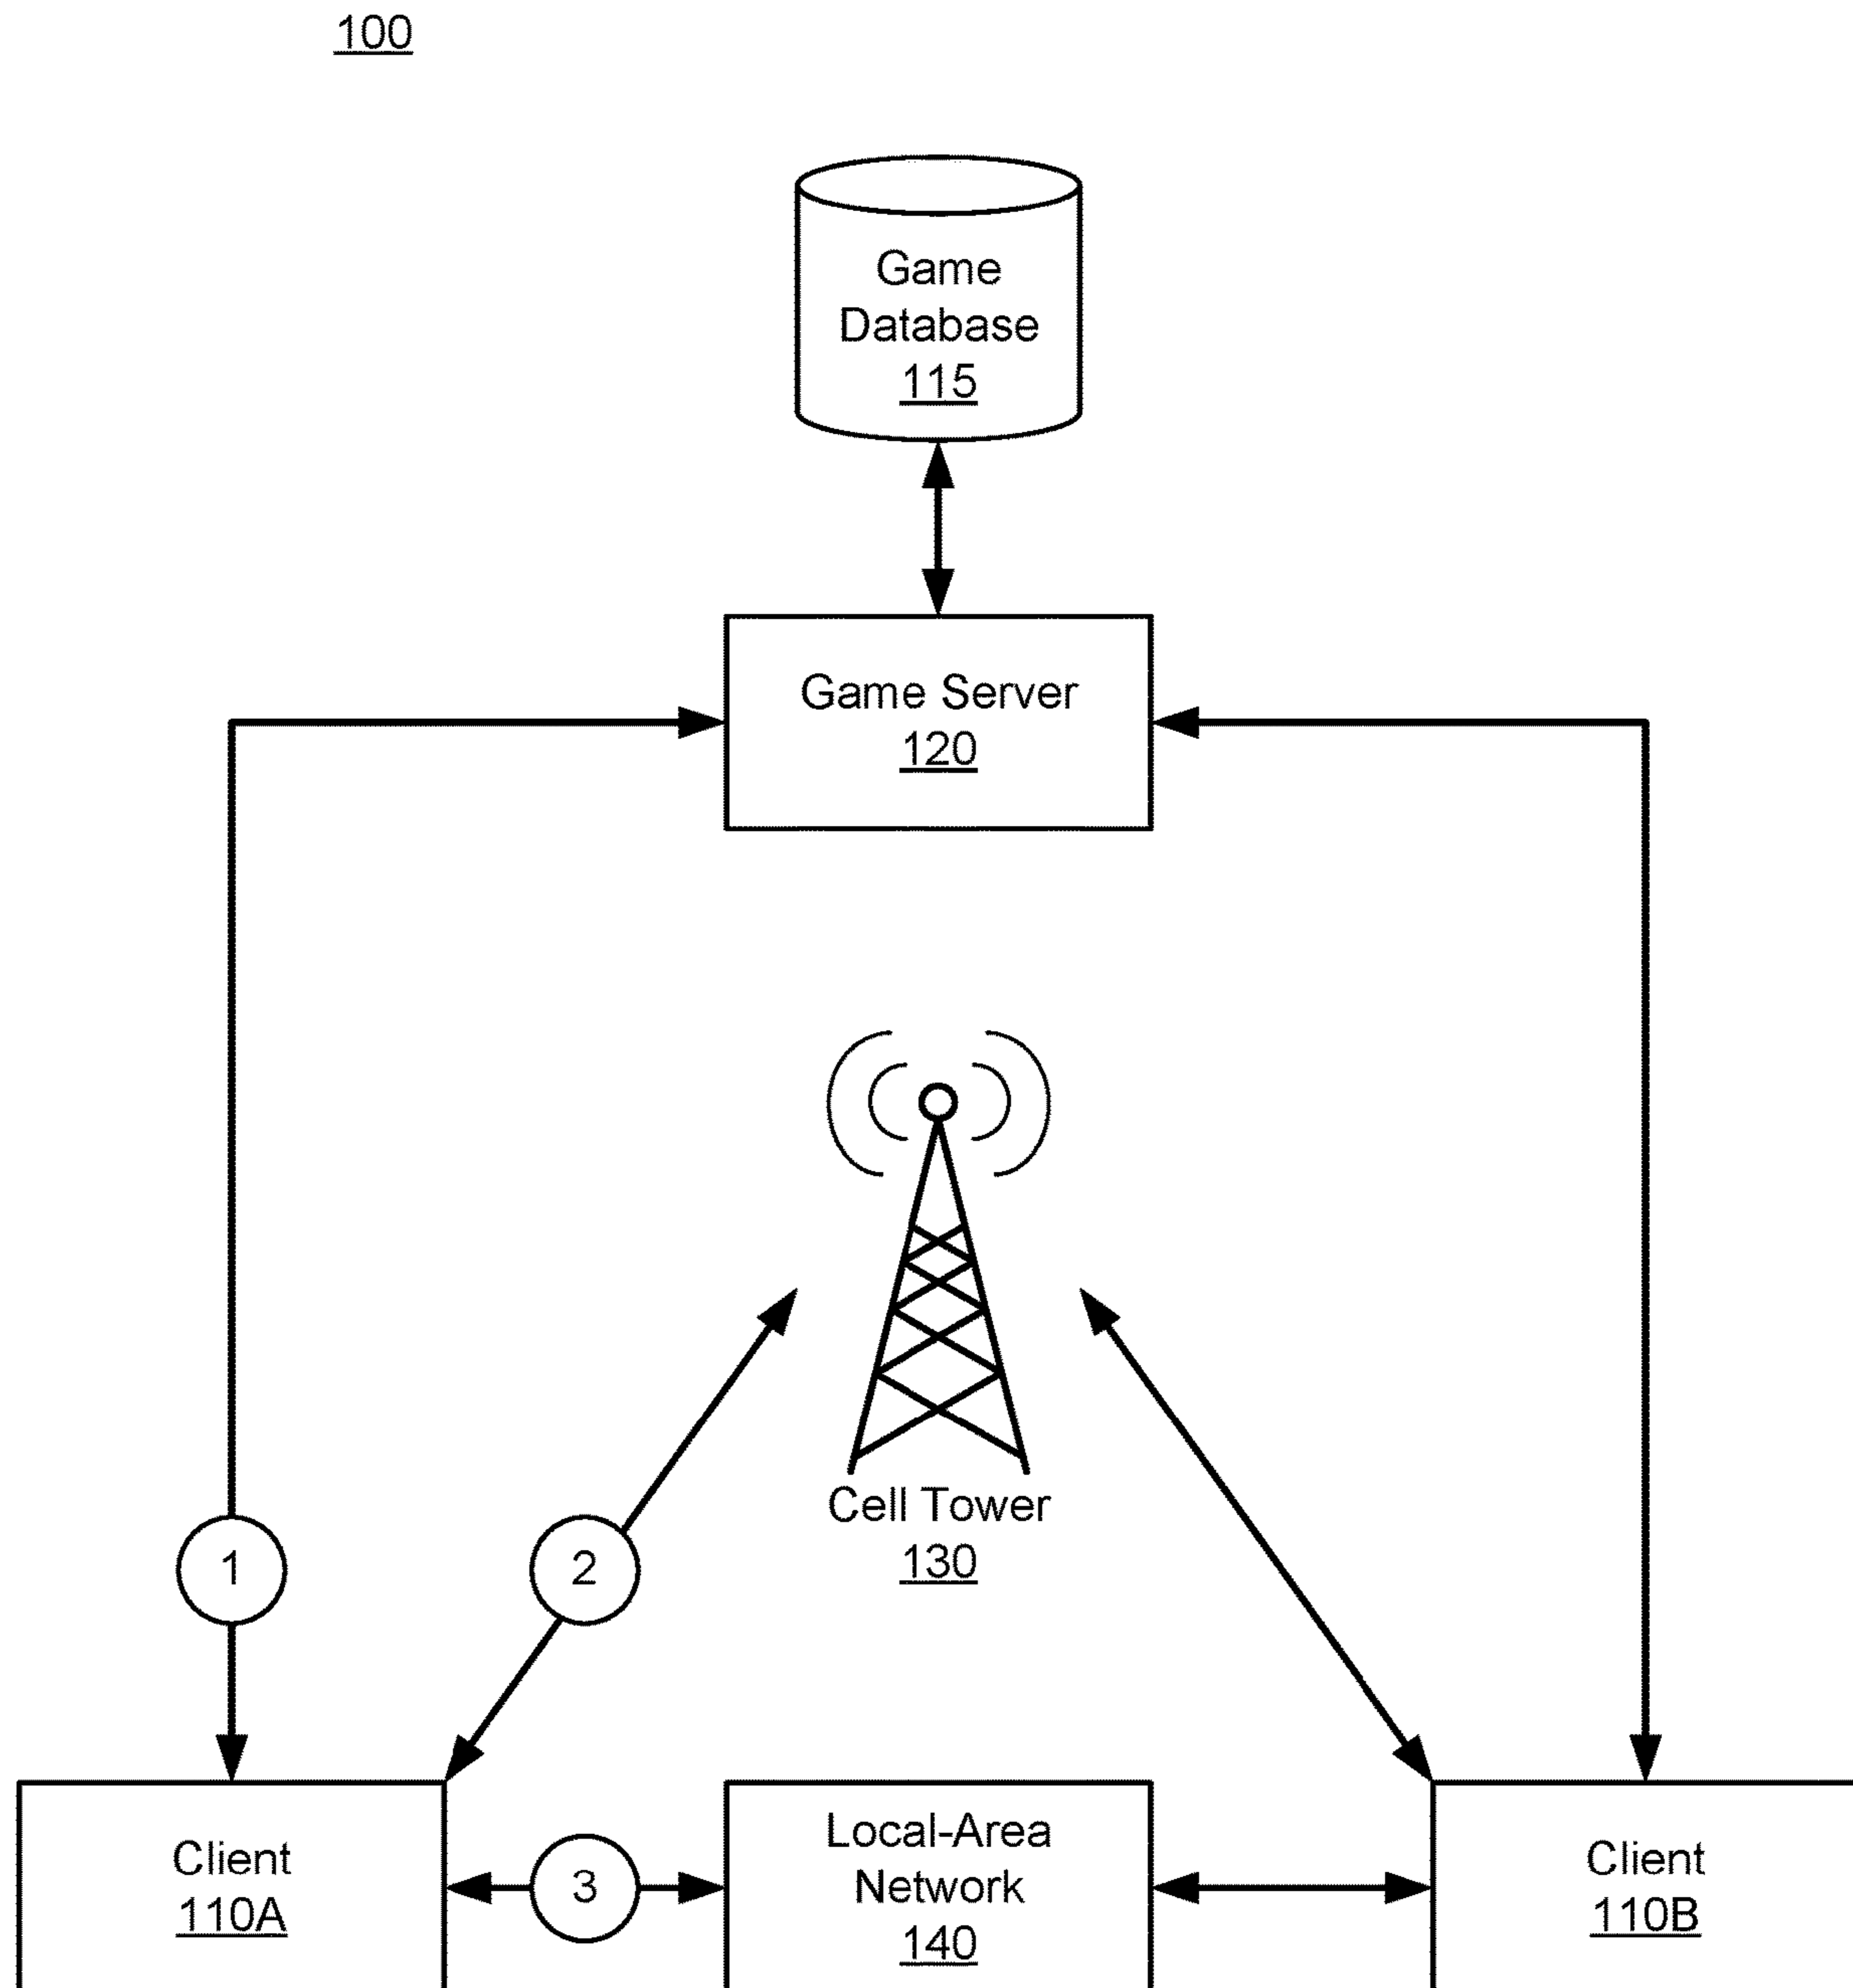 100
Game
Database
115
Game Server
120
Cell Tower
130
1
2
Client
110A
3
Local-Area
Network
140
Client
110B